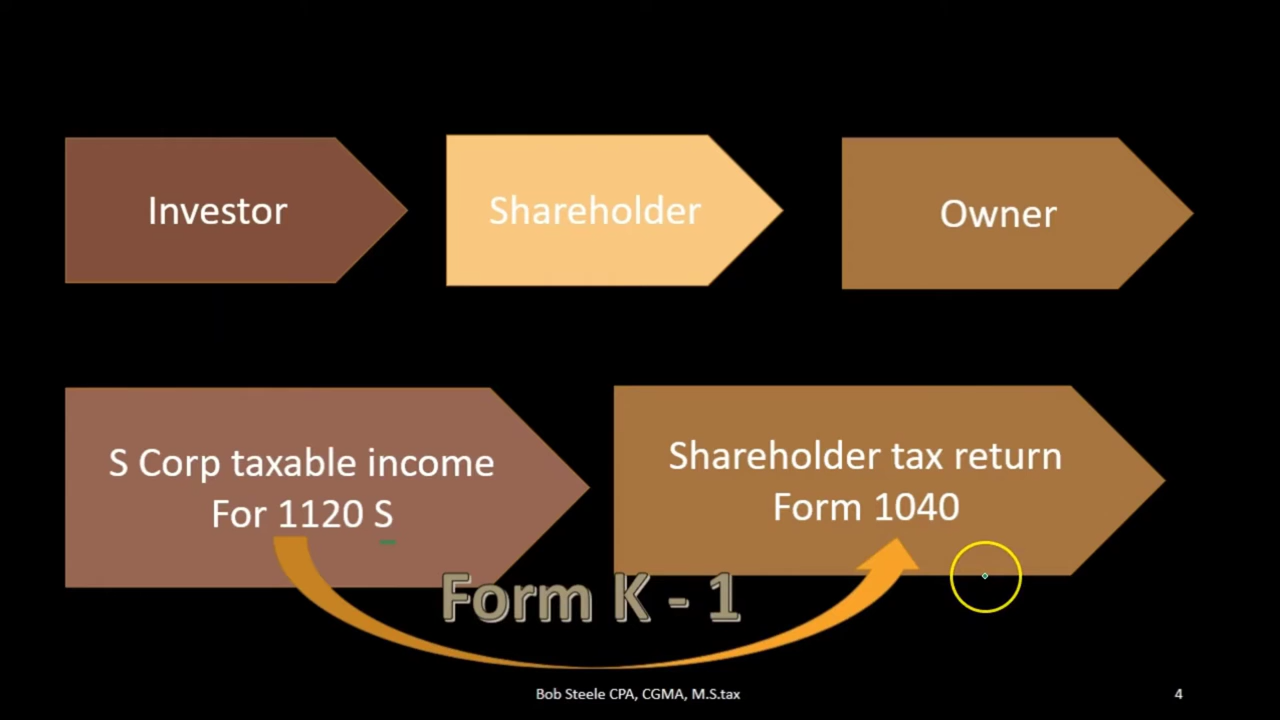 Investor
Shareholder
Owner
S Corp taxable income
For 1120 S
Shareholder tax return
Form 1040
Form K - 1
Bob Steele CPA, CGMA, M.S.tax
4